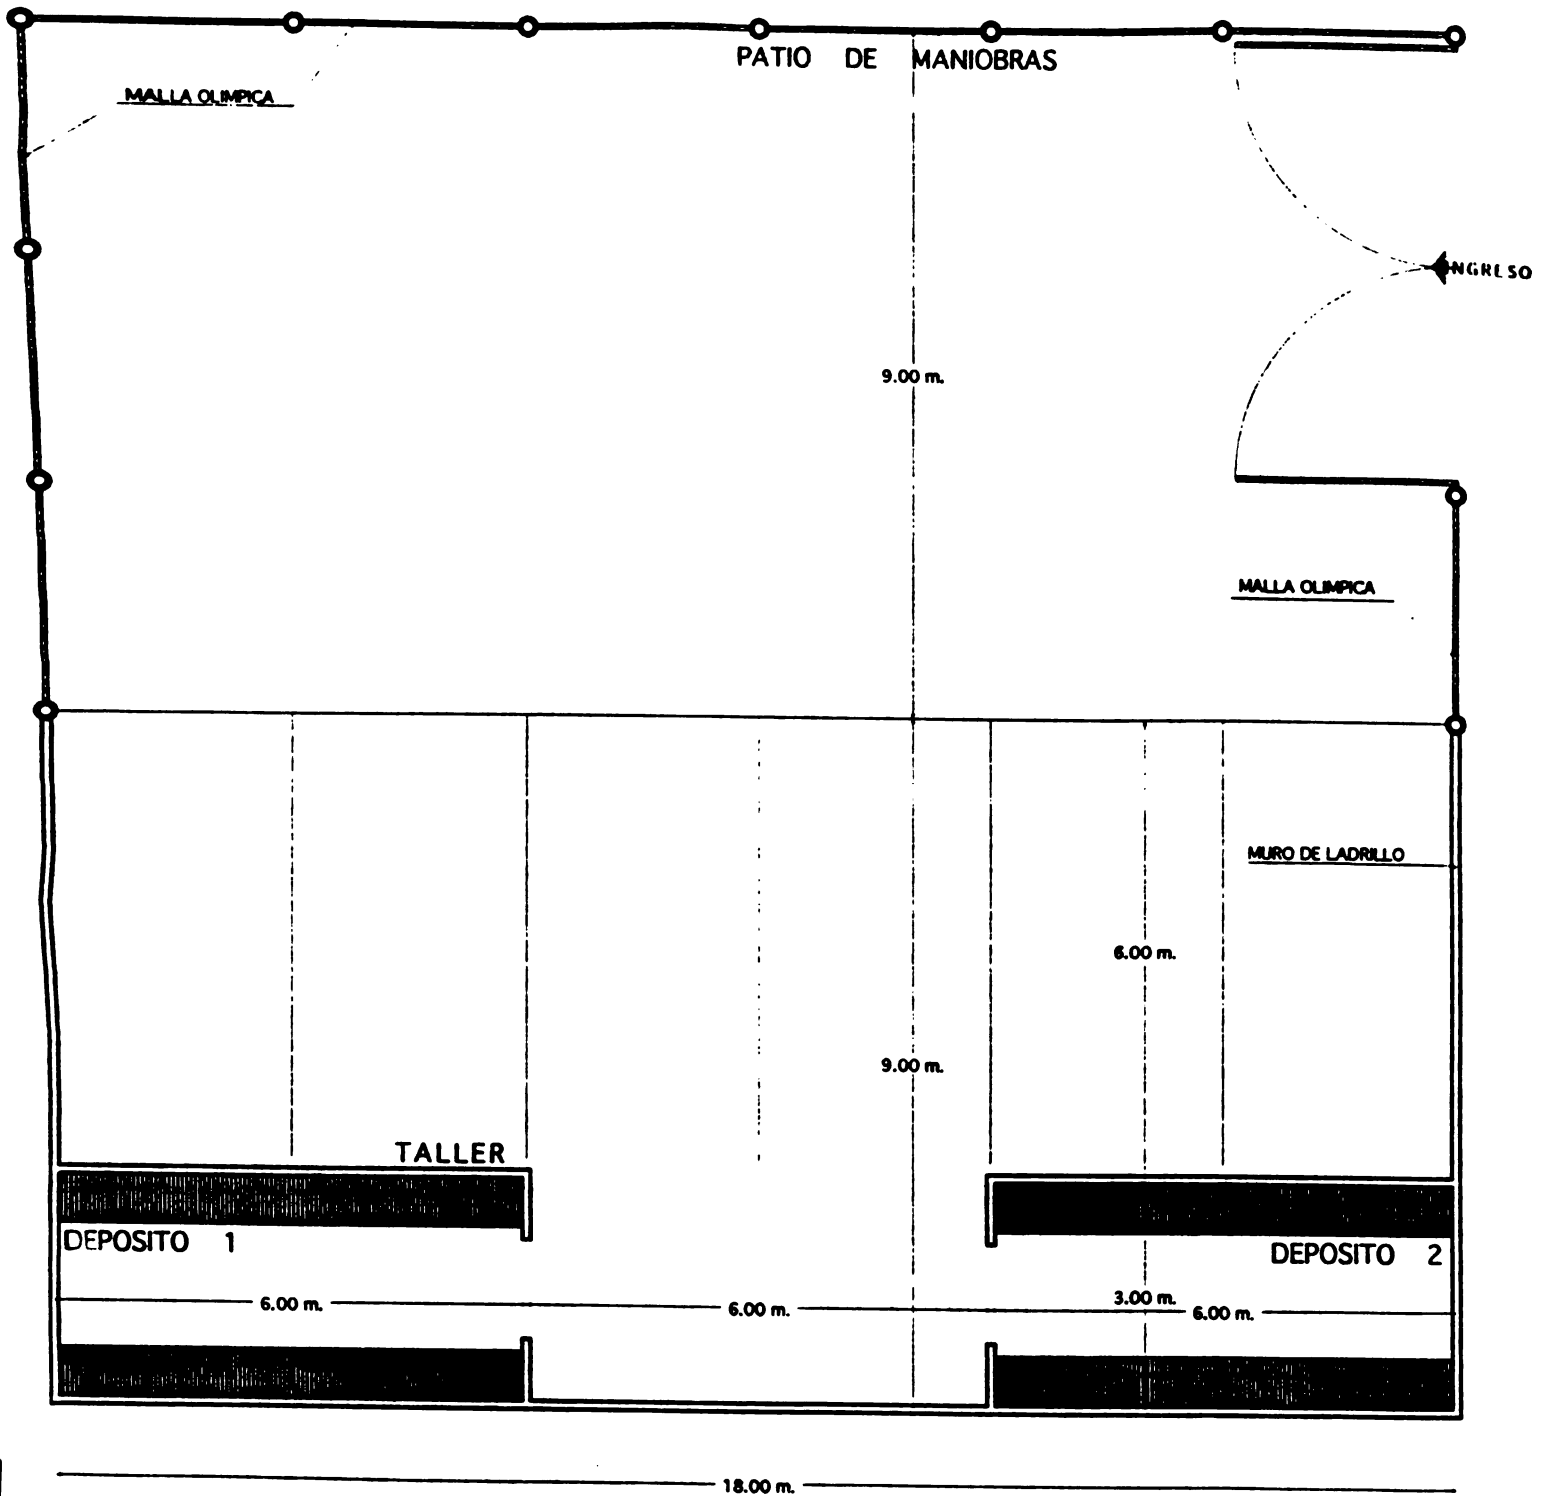 PATIO DE MANIOBRAS
MALLA OLIMPICA
INGRESO
9.00 m.
MALLA OLIMPICA
MURO DE LADRILLO
6.00 m.
9.00 m.
TALLER
DEPOSITO 1
DEPOSITO 2
6.00 m.
6.00 m.
3.00 m.
6.00 m.
18.00 m.